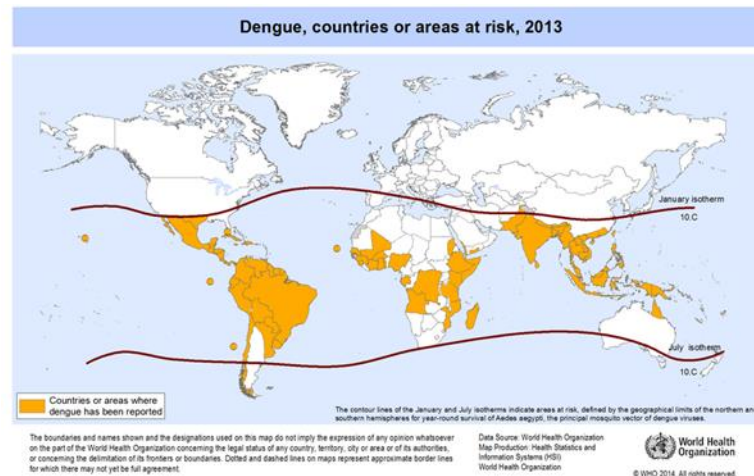 Dengue, countries or areas at risk, 2013
January isotherm
10.C
July isotherm
10.C
Countries or areas where
dengue has been reported
The contour lines of the January and July isotherms indicate areas at risk, defined by the geographical limits of the northern an
southern hemispheres for year-round survival of Aedes aegypti, the principal mosquito vector of dengue viruses.
The boundaries and names shown and the designations used on this map do not imply the expression of any opinion whatsoever
on the part of the World Health Organization concerning the legal status of any country, territory, city or area or of its authorities,
or concerning the delimitation of its frontiers or boundaries. Dotted and dashed lines on maps represent approximate border lines
for which there may not yet be full agreement.
Data Source: World Health Organization
Map Production: Health Statistics and
Information Systems (HSI)
World Health Organization
World Health
Organization
© WHO 2014. All rights reserved